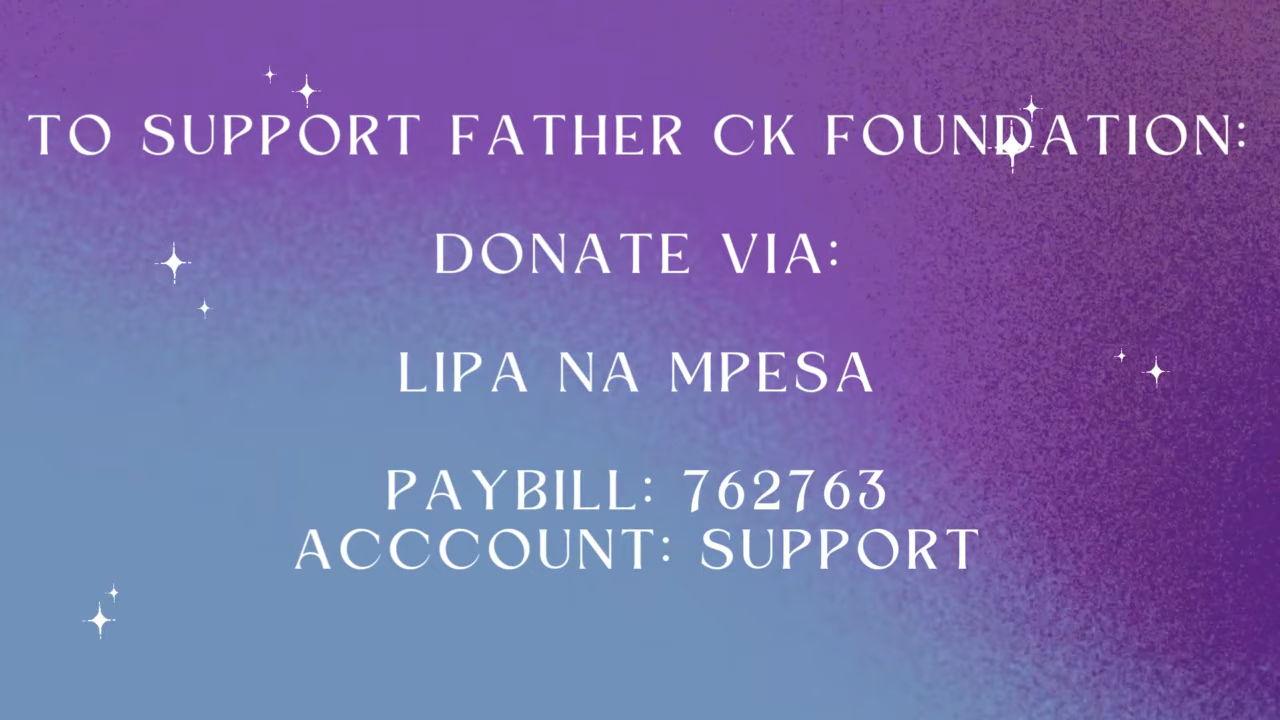 TO SUPPORT FATHER CK FOUNDATION:
DONATE VIA:
LIPA NA MPESA
PAYBILL: 762763
ACCCOUNT: SUPPORT